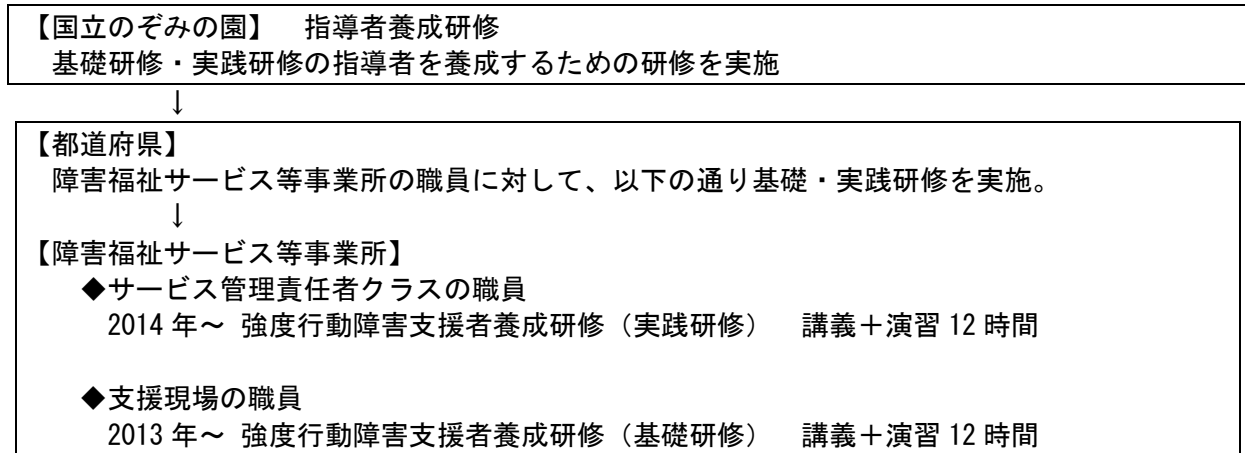 【国立のぞみの園】　指導者養成研修
基礎研修・実践研修の指導者を養成するための研修を実施
↓
【都道府県】
障害福祉サービス等事業所の職員に対して、以下の通り基礎・実践研修を実施。
↓
【障害福祉サービス等事業所】
◆サービス管理責任者クラスの職員
2014 年～ 強度行動障害支援者養成研修（実践研修）　講義＋演習 12 時間
◆支援現場の職員
2013 年～ 強度行動障害支援者養成研修（基礎研修）　講義＋演習 12 時間